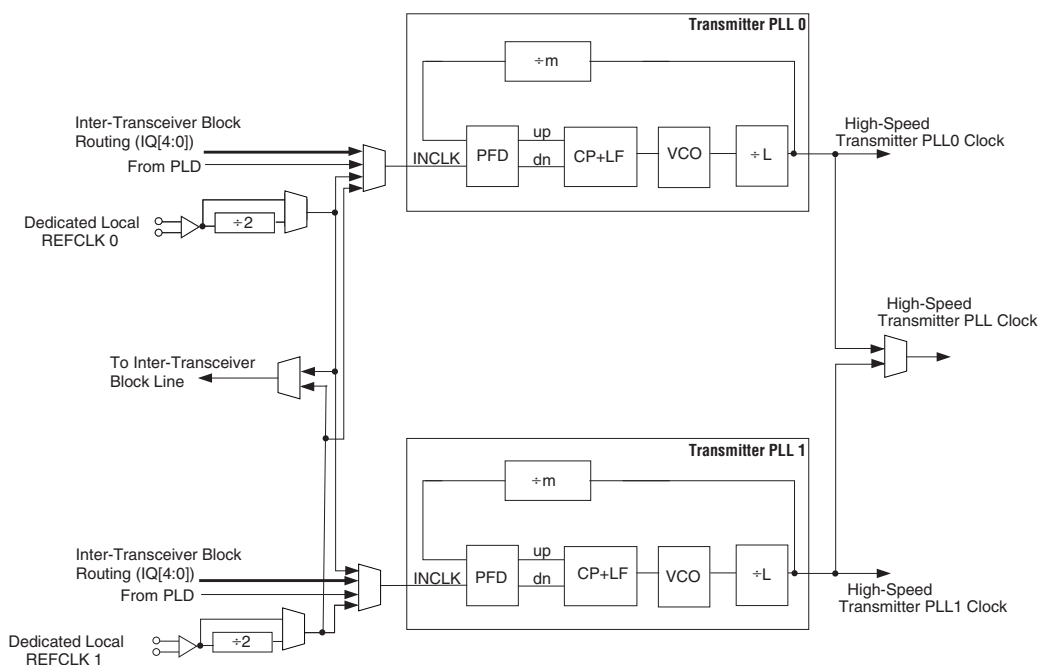 Transmitter PLL 0
÷m
Inter-Transceiver Block
Routing (IQ[4:0])
From PLD
INCLK
PFD
up
dn
CP+LF
VCO
÷L
High-Speed
Transmitter PLL0 Clock
Dedicated Local
REFCLK 0
÷2
High-Speed
Transmitter PLL Clock
To Inter-Transceiver
Block Line
Transmitter PLL 1
÷m
Inter-Transceiver Block
Routing (IQ[4:0])
From PLD
INCLK
PFD
up
dn
CP+LF
VCO
÷L
High-Speed
Transmitter PLL1 Clock
Dedicated Local
REFCLK 1
÷2